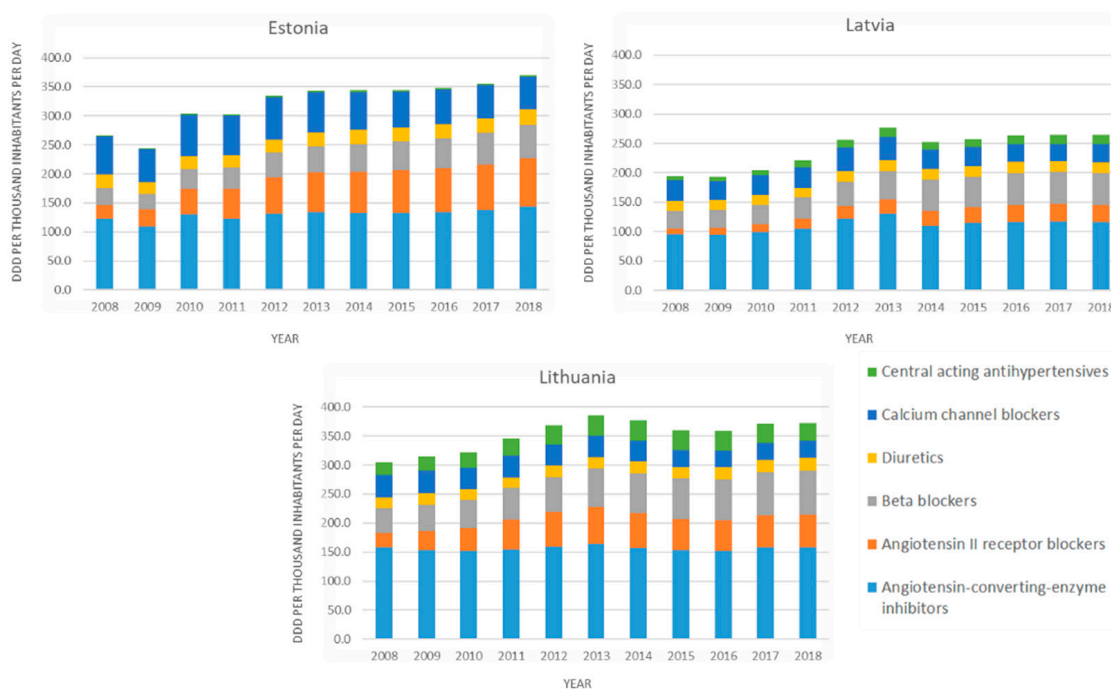 Estonia
DDD PER THOUSAND INHABITANTS PER DAY
400.0
350.0
300.0
250.0
200.0
150.0
100.0
50.0
0.0
2008 2009 2010 2011 2012 2013 2014 2015 2016 2017 2018
YEAR
Latvia
DDD PER THOUSAND INHABITANTS PER DAY
400.0
350.0
300.0
250.0
200.0
150.0
100.0
50.0
0.0
2008 2009 2010 2011 2012 2013 2014 2015 2016 2017 2018
YEAR
Lithuania
DDD PER THOUSAND INHABITANTS PER DAY
400.0
350.0
300.0
250.0
200.0
150.0
100.0
50.0
0.0
2008 2009 2010 2011 2012 2013 2014 2015 2016 2017 2018
YEAR
Central acting antihypertensives
Calcium channel blockers
Diuretics
Beta blockers
Angiotensin II receptor blockers
Angiotensin-converting-enzyme
inhibitors